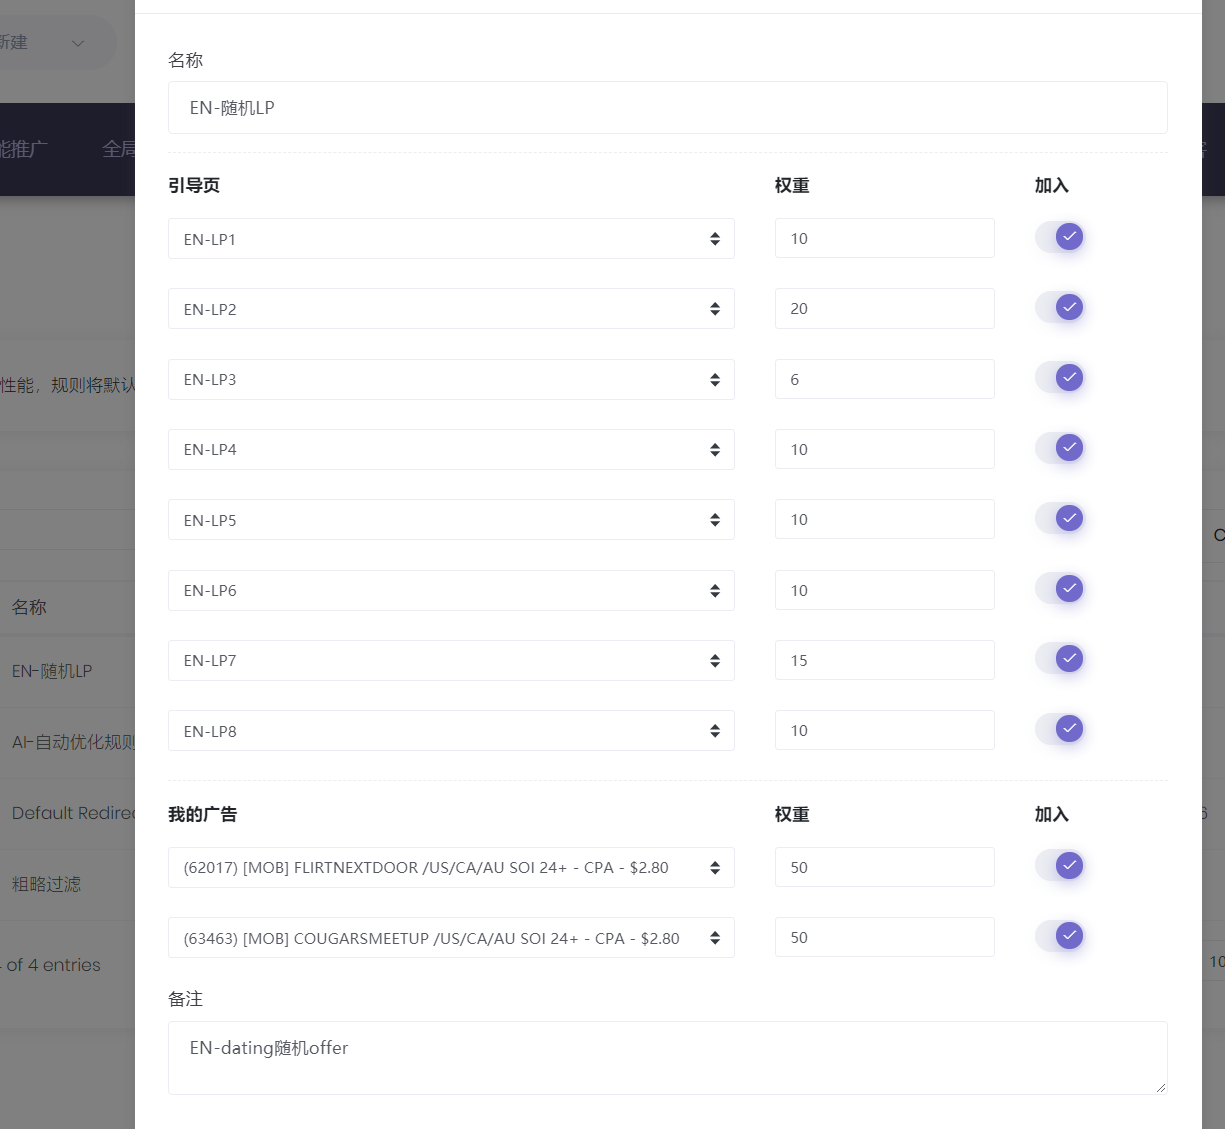 新建
名称
EN-随机LP
能推广 全局
引导页 权重 加入
EN-LP1 10
EN-LP2 20
EN-LP3 6
性能，规则将默认
EN-LP4 10
EN-LP5 10
EN-LP6 10
名称
EN-LP7 15
EN-随机LP
EN-LP8 10
AI-自动优化规则
我的广告 权重 加入
Default Redirec
(62017) [MOB] FLIRTNEXTDOOR /US/CA/AU SOI 24+ - CPA - $2.80 50
粗略过滤
(63463) [MOB] COUGARSMEETUP /US/CA/AU SOI 24+ - CPA - $2.80 50
of 4 entries 10
备注
EN-dating随机offer